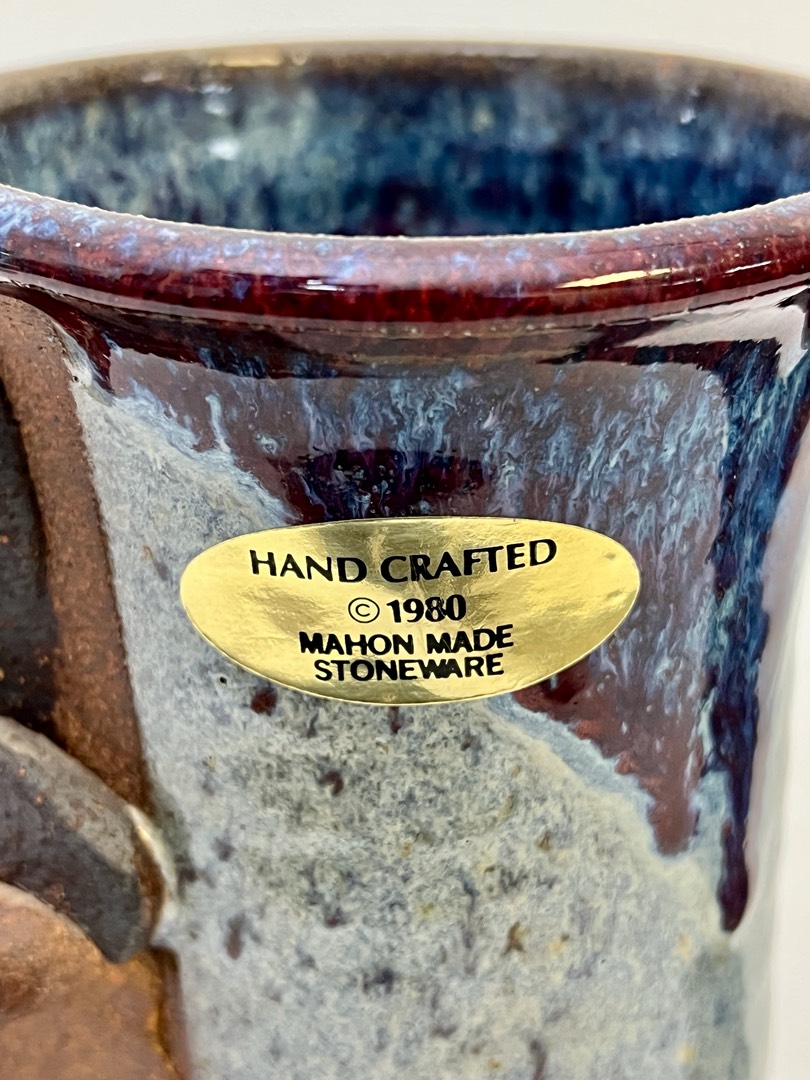 HAND CRAFTED
© 1980
MAHON MADE
STONEWARE